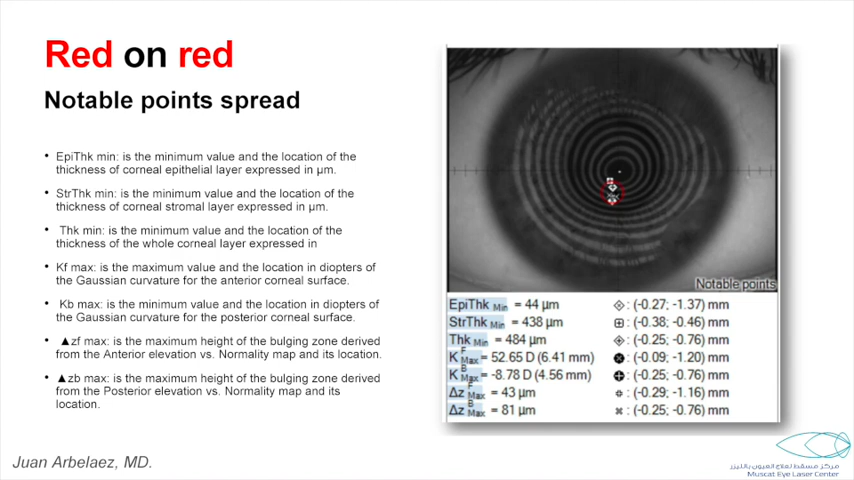 Red on red
Notable points spread
• EpiThk min: is the minimum value and the location of the
thickness of corneal epithelial layer expressed in µm.
• StrThk min: is the minimum value and the location of the
thickness of corneal stromal layer expressed in µm.
• Thk min: is the minimum value and the location of the
thickness of the whole corneal layer expressed in
• Kf max: is the maximum value and the location in diopters of
the Gaussian curvature for the anterior corneal surface.
• Kb max: is the minimum value and the location in diopters of
the Gaussian curvature for the posterior corneal surface.
• ▲zf max: is the maximum height of the bulging zone derived
from the Anterior elevation vs. Normality map and its location.
• ▲zb max: is the maximum height of the bulging zone derived
from the Posterior elevation vs. Normality map and its
location.
Notable points
EpiThk Min = 44 µm : (-0.27; -1.37) mm
StrThk Min = 438 µm : (-0.38; -0.46) mm
Thk Min = 484 µm : (-0.25; -0.76) mm
K F Max = 52.65 D (6.41 mm) : (-0.09; -1.20) mm
K B Max = -8.78 D (4.56 mm) : (-0.25; -0.76) mm
Δz F Max = 43 µm : (-0.29; -1.16) mm
Δz B Max = 81 µm : (-0.25; -0.76) mm
Juan Arbelaez, MD.
مركز مسقط لعلاج العيون بالليزر
Muscat Eye Laser Center